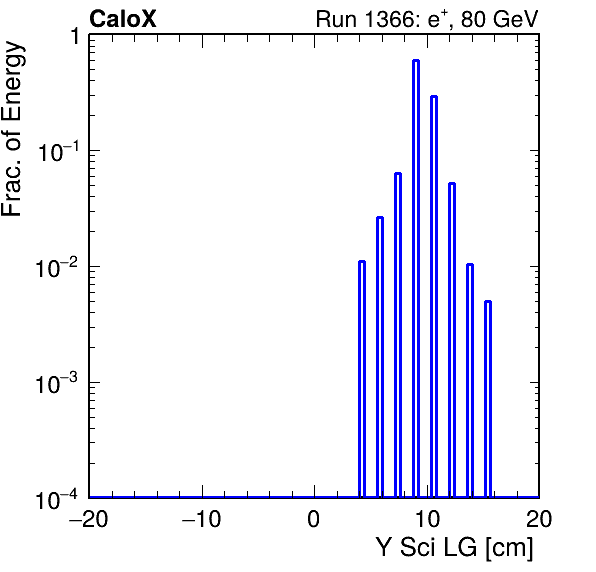 CaloX Run 1366: e⁺, 80 GeV
Frac. of Energy
1
10⁻¹
10⁻²
10⁻³
10⁻⁴
−20 −10 0 10 20
Y Sci LG [cm]